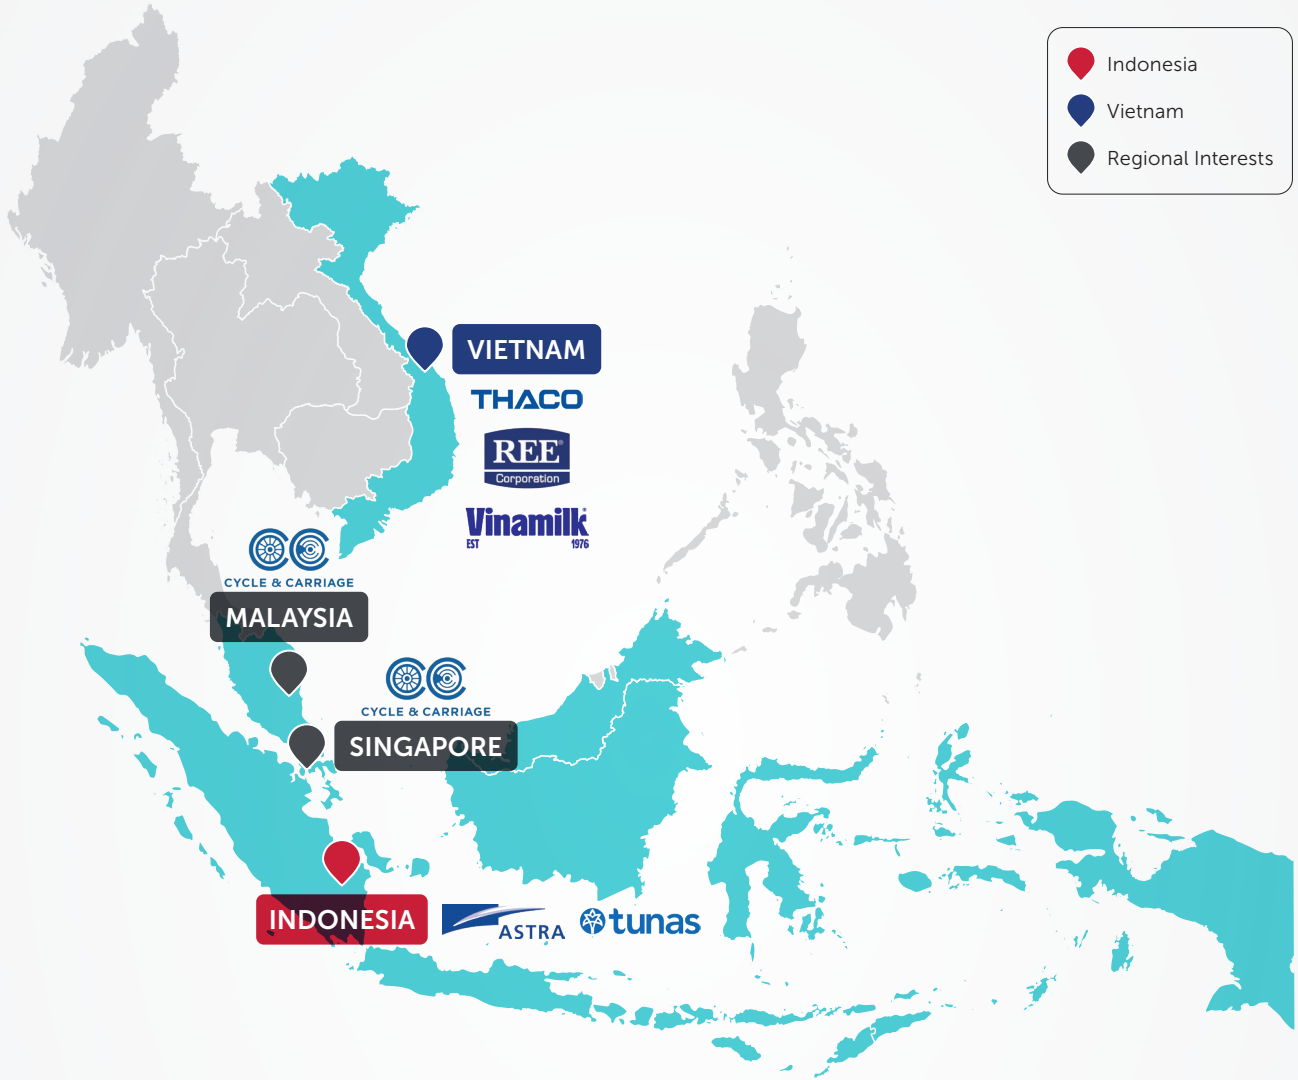 Indonesia
Vietnam
Regional Interests
VIETNAM
THACO
REE
Corporation
Vinamilk
EST 1976
CYCLE & CARRIAGE
MALAYSIA
CYCLE & CARRIAGE
SINGAPORE
INDONESIA
ASTRA
tunas